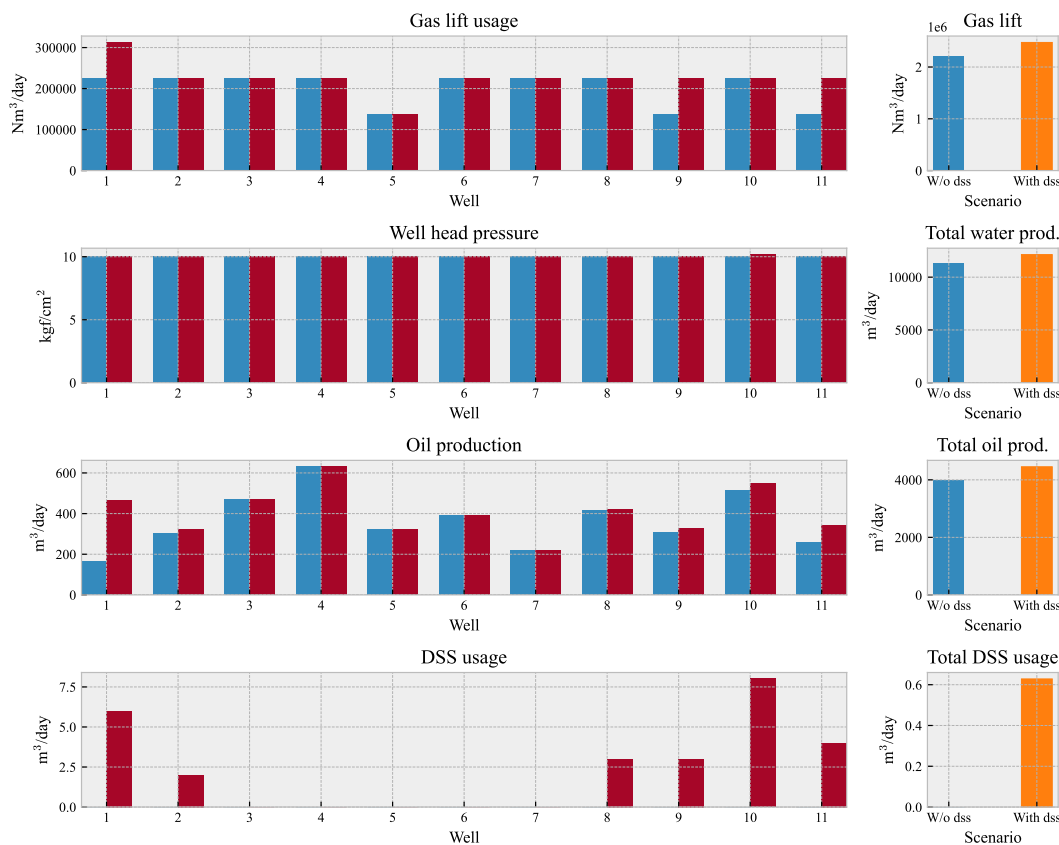 Gas lift usage
Nm³/day
300000
200000
100000
0
1 2 3 4 5 6 7 8 9 10 11
Well
Gas lift
1e6
Nm³/day
2
1
0
W/o dss With dss
Scenario
Well head pressure
kgf/cm²
10
5
0
1 2 3 4 5 6 7 8 9 10 11
Well
Total water prod.
m³/day
10000
5000
0
W/o dss With dss
Scenario
Oil production
m³/day
600
400
200
0
1 2 3 4 5 6 7 8 9 10 11
Well
Total oil prod.
m³/day
4000
2000
0
W/o dss With dss
Scenario
DSS usage
m³/day
7.5
5.0
2.5
0.0
1 2 3 4 5 6 7 8 9 10 11
Well
Total DSS usage
m³/day
0.6
0.4
0.2
0.0
W/o dss With dss
Scenario